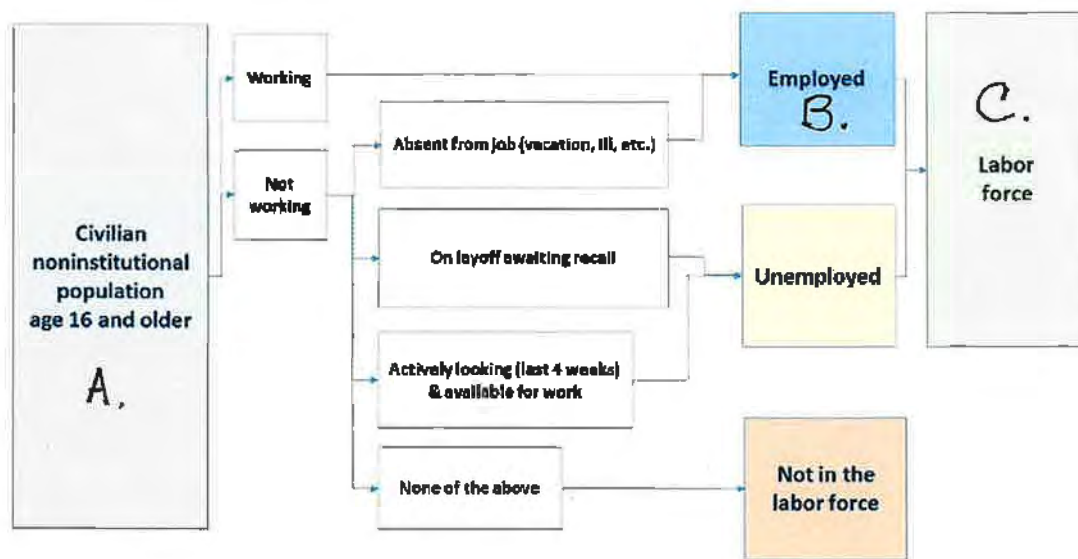 Civilian
noninstitutional
population
age 16 and older
A.
Working
Not
working
Absent from job (vacation, ill, etc.)
On layoff awaiting recall
Actively looking (last 4 weeks)
& available for work
None of the above
Employed
B.
Unemployed
Not in the
labor force
C.
Labor
force